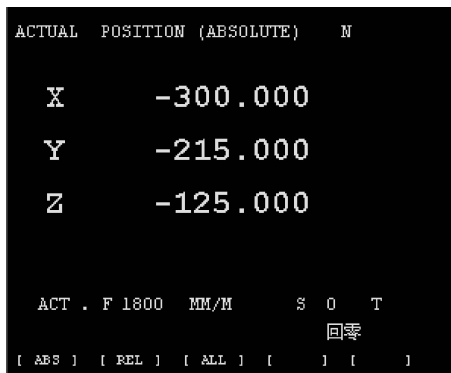 ACTUAL POSITION (ABSOLUTE) N
X -300.000
Y -215.000
Z -125.000
ACT . F 1800 MM/M S 0 T
回零
[ ABS ] [ REL ] [ ALL ] [ ] [ ]